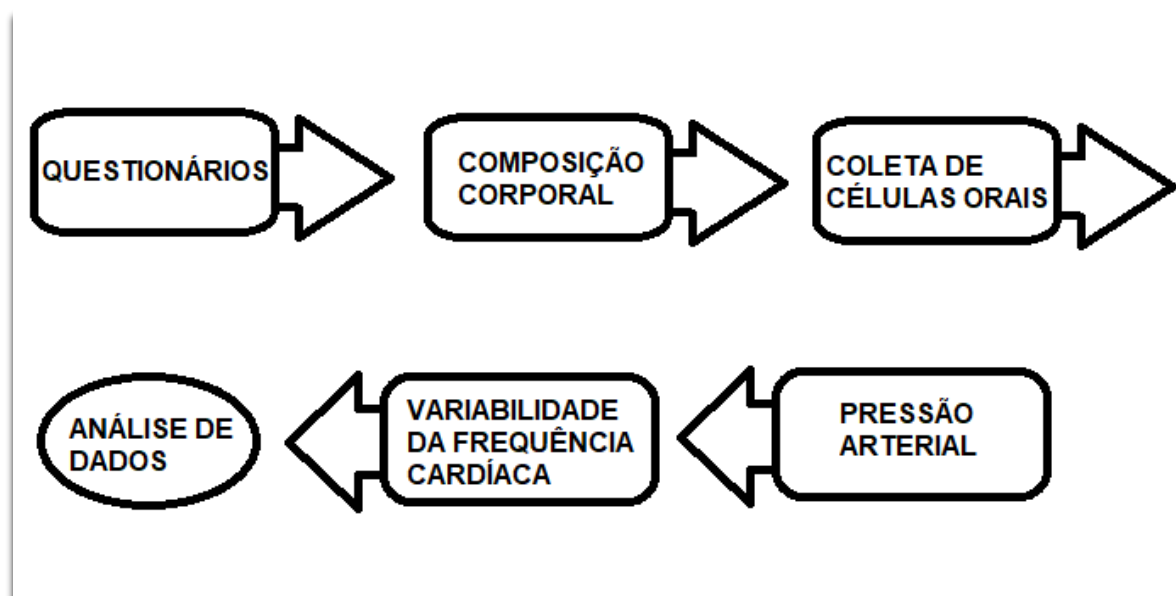 QUESTIONÁRIOS
COMPOSIÇÃO
CORPORAL
COLETA DE
CÉLULAS ORAIS
PRESSÃO
ARTERIAL
VARIABILIDADE
DA FREQUÊNCIA
CARDÍACA
ANÁLISE DE
DADOS